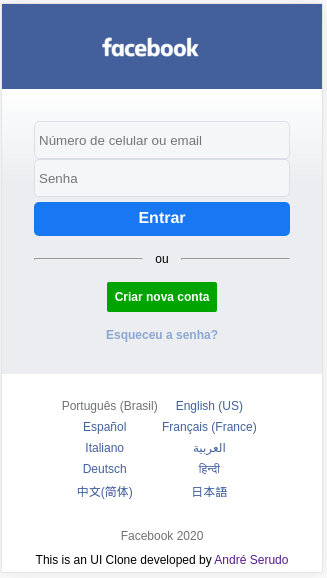 facebook
Número de celular ou email
Senha
Entrar
ou
Criar nova conta
Esqueceu a senha?
Português (Brasil) English (US)
Español Français (France)
Italiano العربية
Deutsch हिन्दी
中文(简体) 日本語
Facebook 2020
This is an UI Clone developed by André Serudo